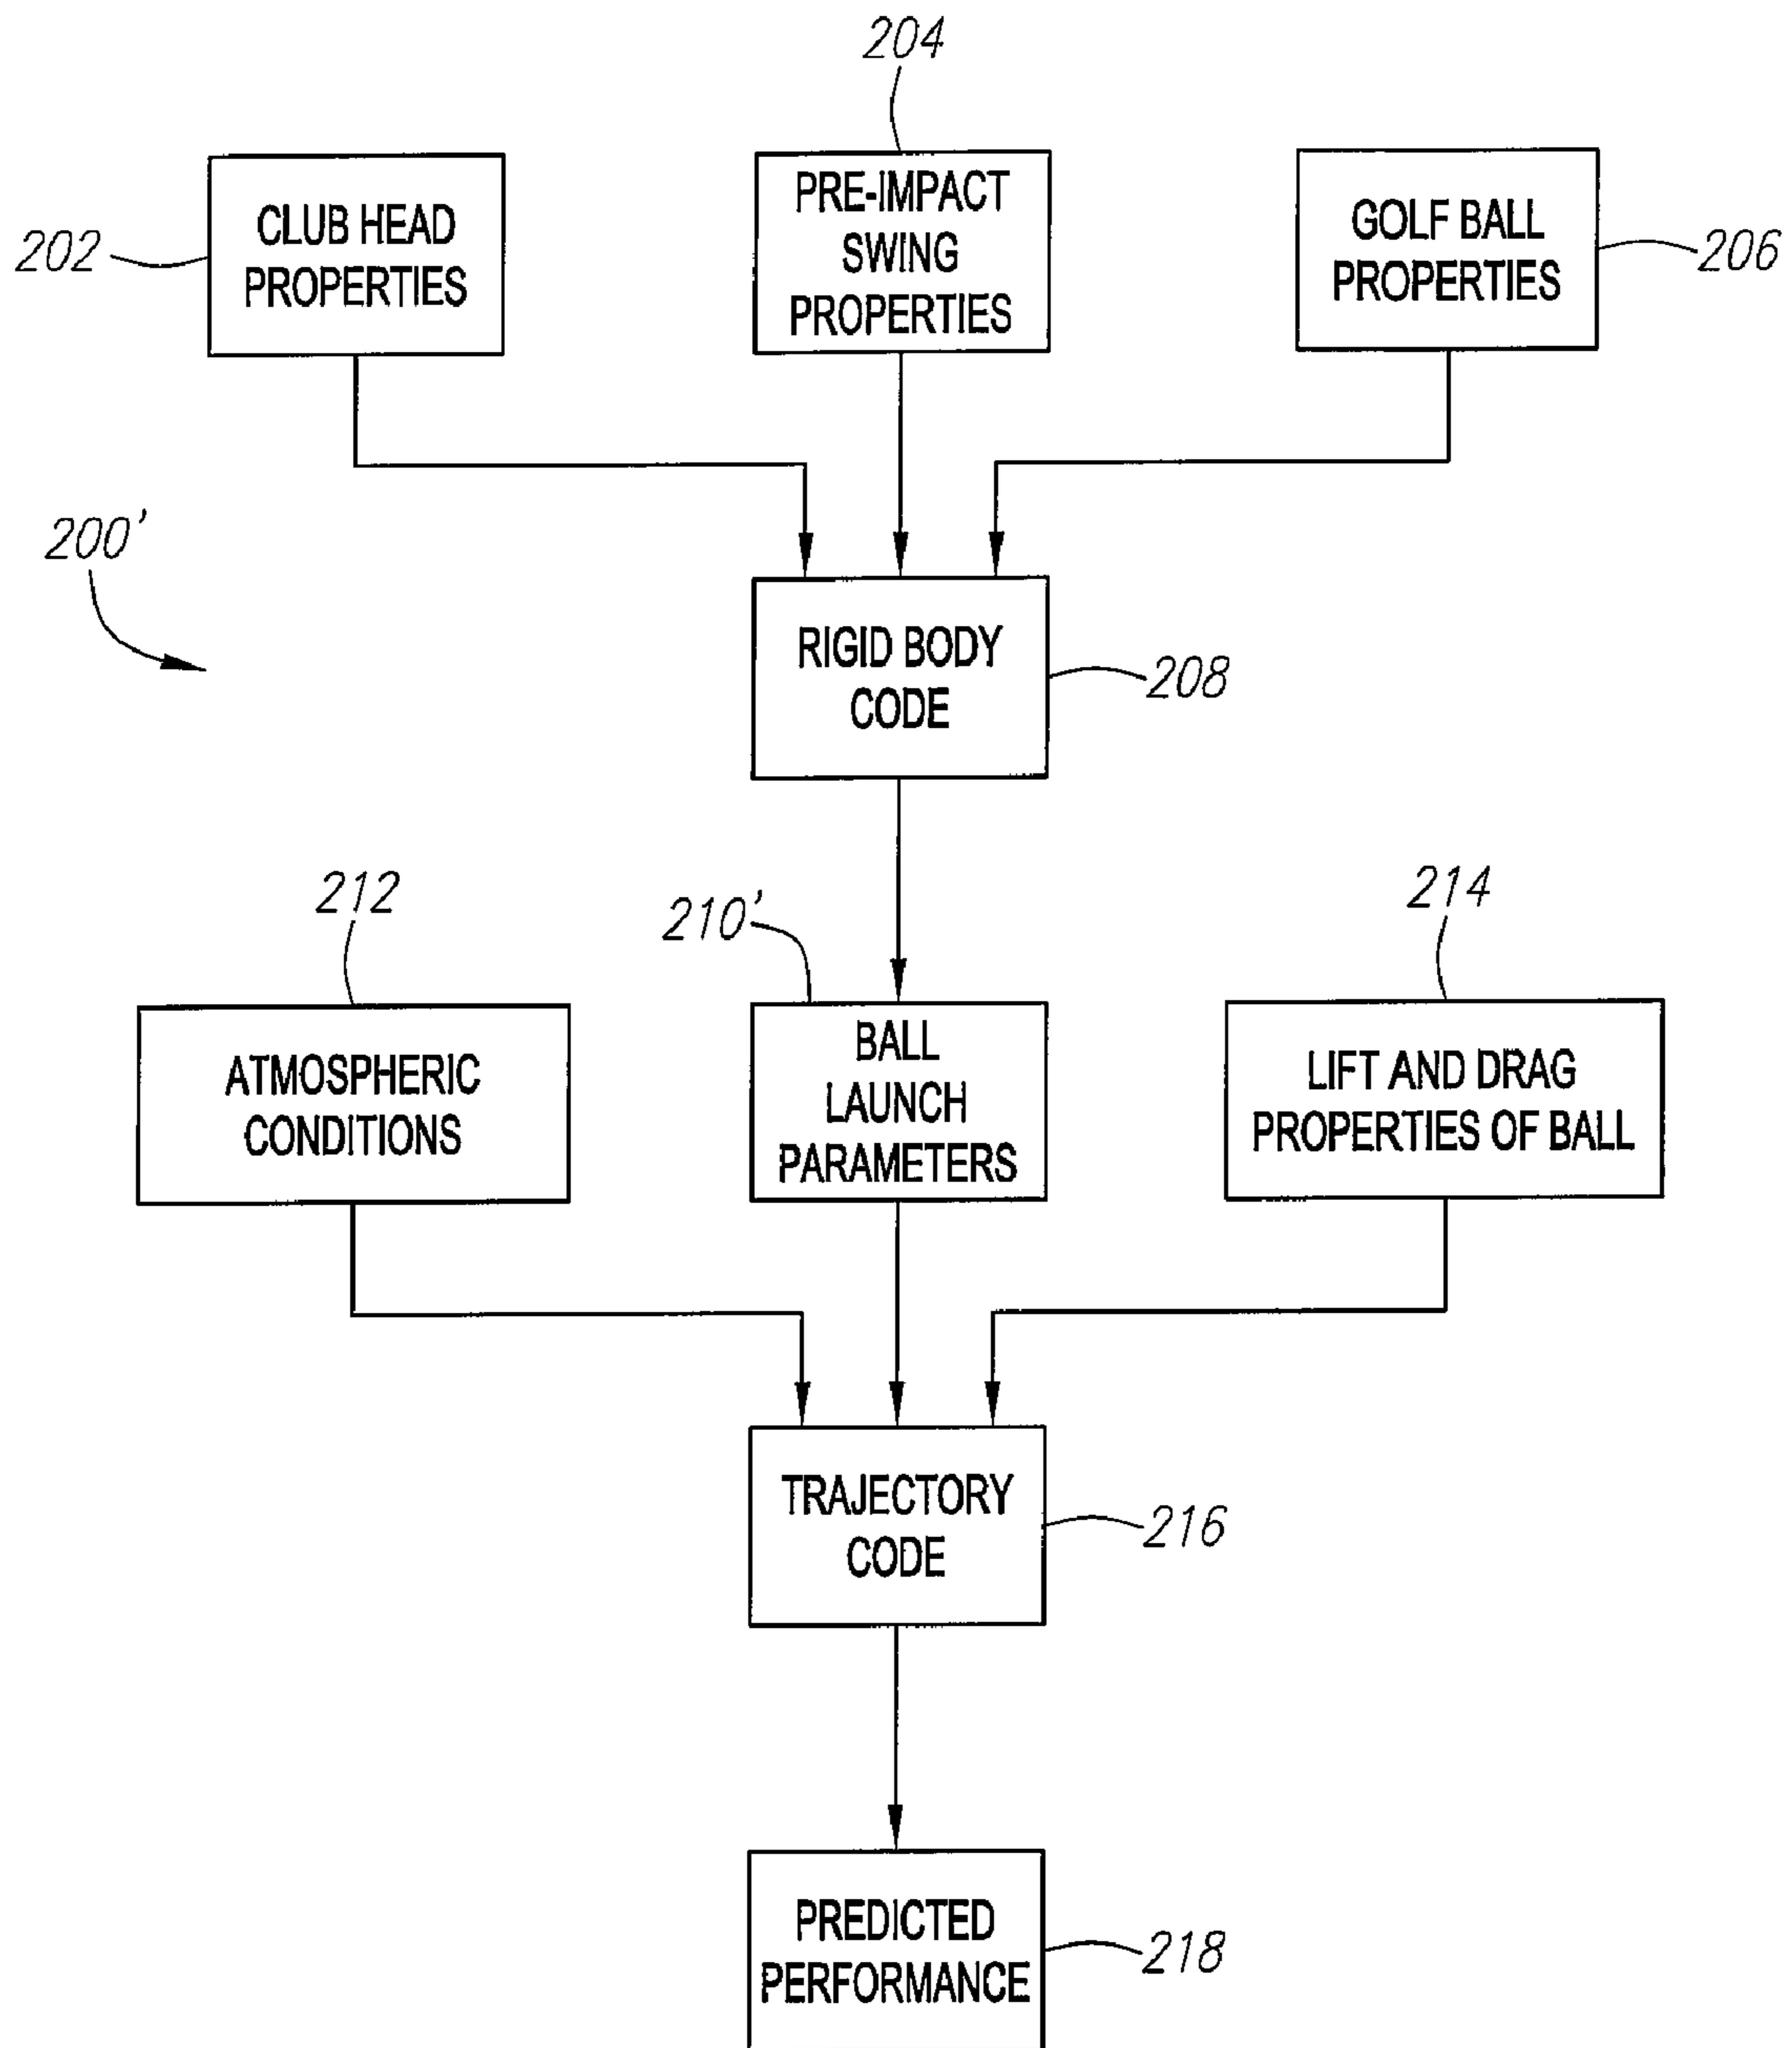 204
202
CLUB HEAD
PROPERTIES
PRE-IMPACT
SWING
PROPERTIES
GOLF BALL
PROPERTIES
206
200'
RIGID BODY
CODE
208
212
210'
214
ATMOSPHERIC
CONDITIONS
BALL
LAUNCH
PARAMETERS
LIFT AND DRAG
PROPERTIES OF BALL
TRAJECTORY
CODE
216
PREDICTED
PERFORMANCE
218